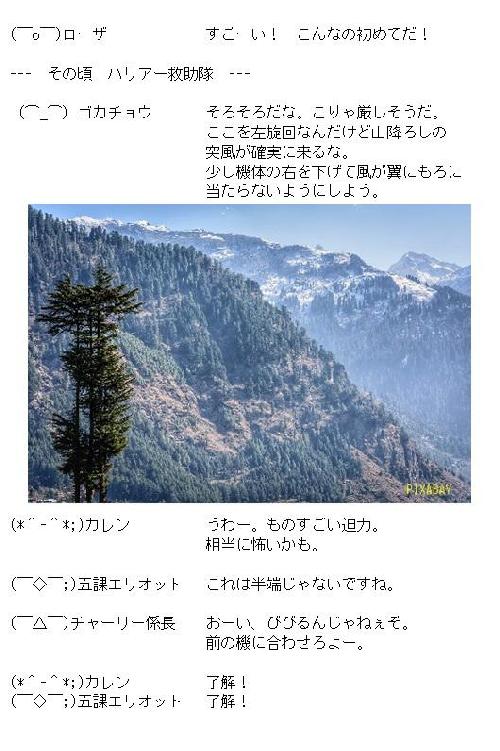 (￣o￣)ローザ すごーい！ こんなの初めてだ！
--- その頃 ハリアー救助隊 ---
(⌒_⌒) ゴカチョウ そろそろだな。こりゃ厳しそうだ。
ここを左旋回なんだけど山降ろしの
突風が確実に来るな。
少し機体の右を下げて風が翼にもろに
当たらないようにしよう。
PIXABAY
(*＾-＾*;)カレン うわー。ものすごい迫力。
相当に怖いかも。
(￣◇￣;)五課エリオット これは半端じゃないですね。
(￣△￣)チャーリー係長 おーい、びびるんじゃねぇぞ。
前の機に合わせろよー。
(*＾-＾*;)カレン 了解！
(￣◇￣;)五課エリオット 了解！